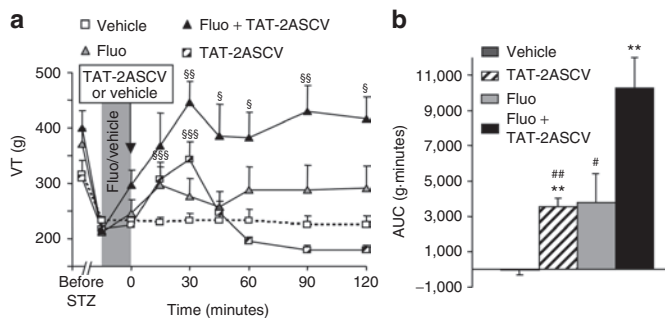 a
Vehicle
Fluo + TAT-2ASCV
Fluo
TAT-2ASCV
500
400
300
200
VT (g)
TAT-2ASCV
or vehicle
Fluo/vehicle
§§§
§§
§§§
§
§
§§
§
Before
STZ
0
30
60
90
120
Time (minutes)
b
Vehicle
TAT-2ASCV
Fluo
Fluo +
TAT-2ASCV
11,000
9,000
7,000
5,000
3,000
1,000
−1,000
AUC (g·minutes)
##
**
#
**